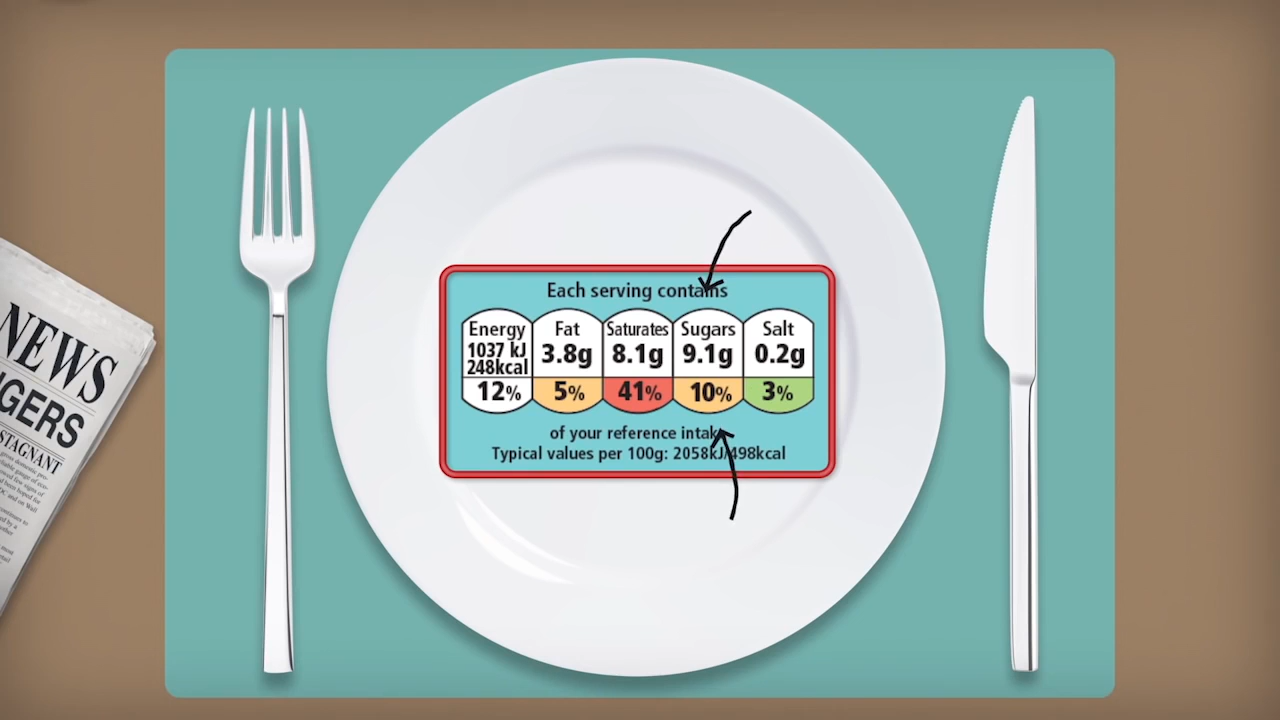 Each serving contains
Energy Fat Saturates Sugars Salt
1037 kJ 3.8g 8.1g 9.1g 0.2g
248kcal
12% 5% 41% 10% 3%
of your reference intake
Typical values per 100g: 2058kJ/498kcal
NEWS
GERS
STAGNANT